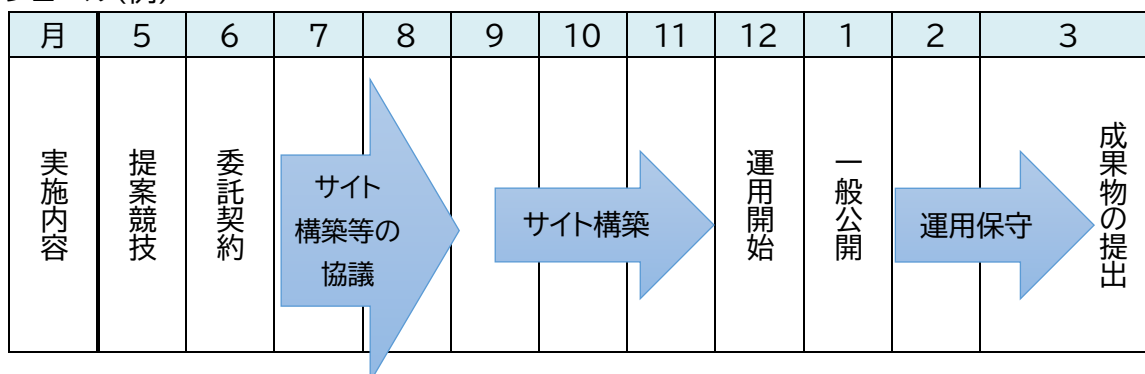 月 5 6 7 8 9 10 11 12 1 2 3
実施内容
提案競技
委託契約
サイト
構築等の
協議
サイト構築
運用開始
一般公開
運用保守
成果物の提出